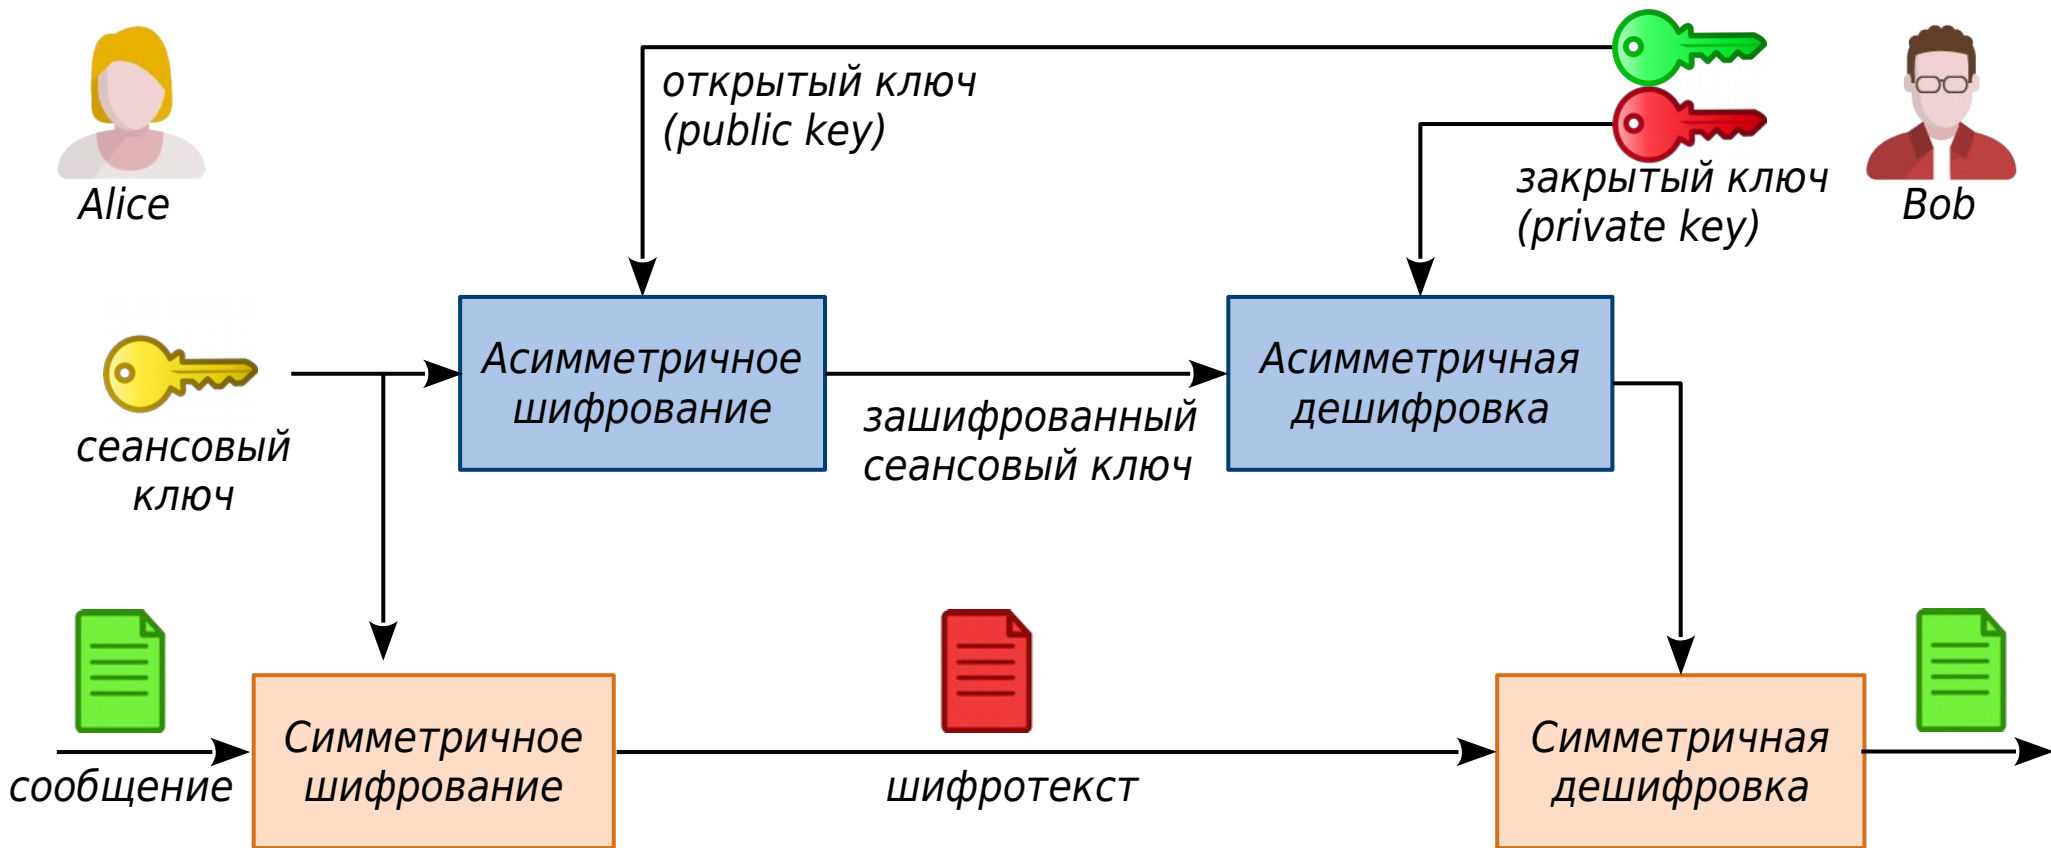 открытый ключ
(public key)
закрытый ключ
(private key)
Alice
Bob
Асимметричное
шифрование
Асимметричная
дешифровка
зашифрованный
сеансовый ключ
сеансовый
ключ
Симметричное
шифрование
Симметричная
дешифровка
сообщение
шифротекст